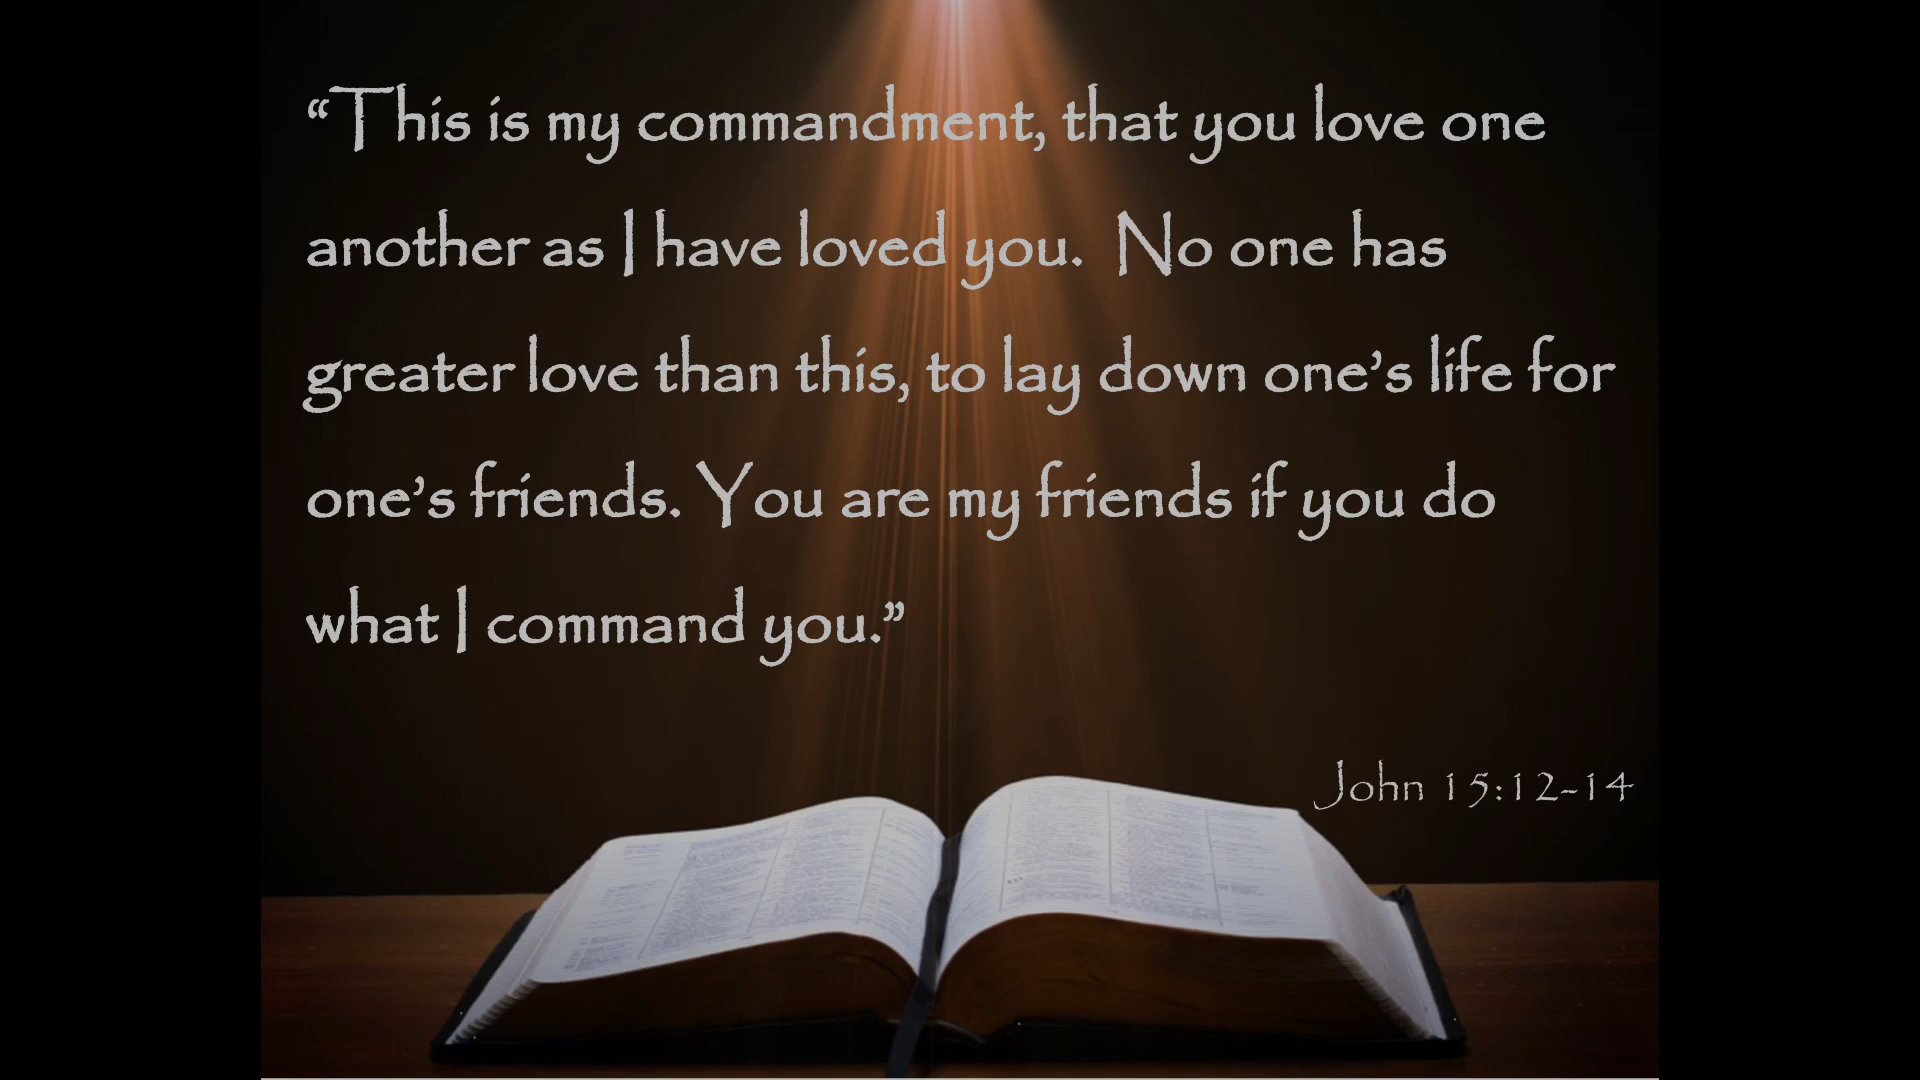 “This is my commandment, that you love one
another as I have loved you.  No one has
greater love than this, to lay down one’s life for
one’s friends. You are my friends if you do
what I command you.”
John 15:12-14